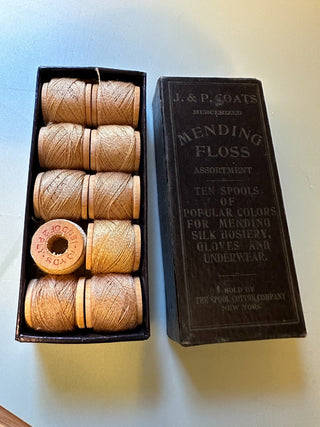 J. & P. COATS
MERCERIZED
MENDING
FLOSS
ASSORTMENT
TEN SPOOLS
OF
POPULAR COLORS
FOR MENDING
SILK HOSIERY,
GLOVES AND
UNDERWEAR.
SOLD BY
THE SPOOL COTTON COMPANY
NEW YORK